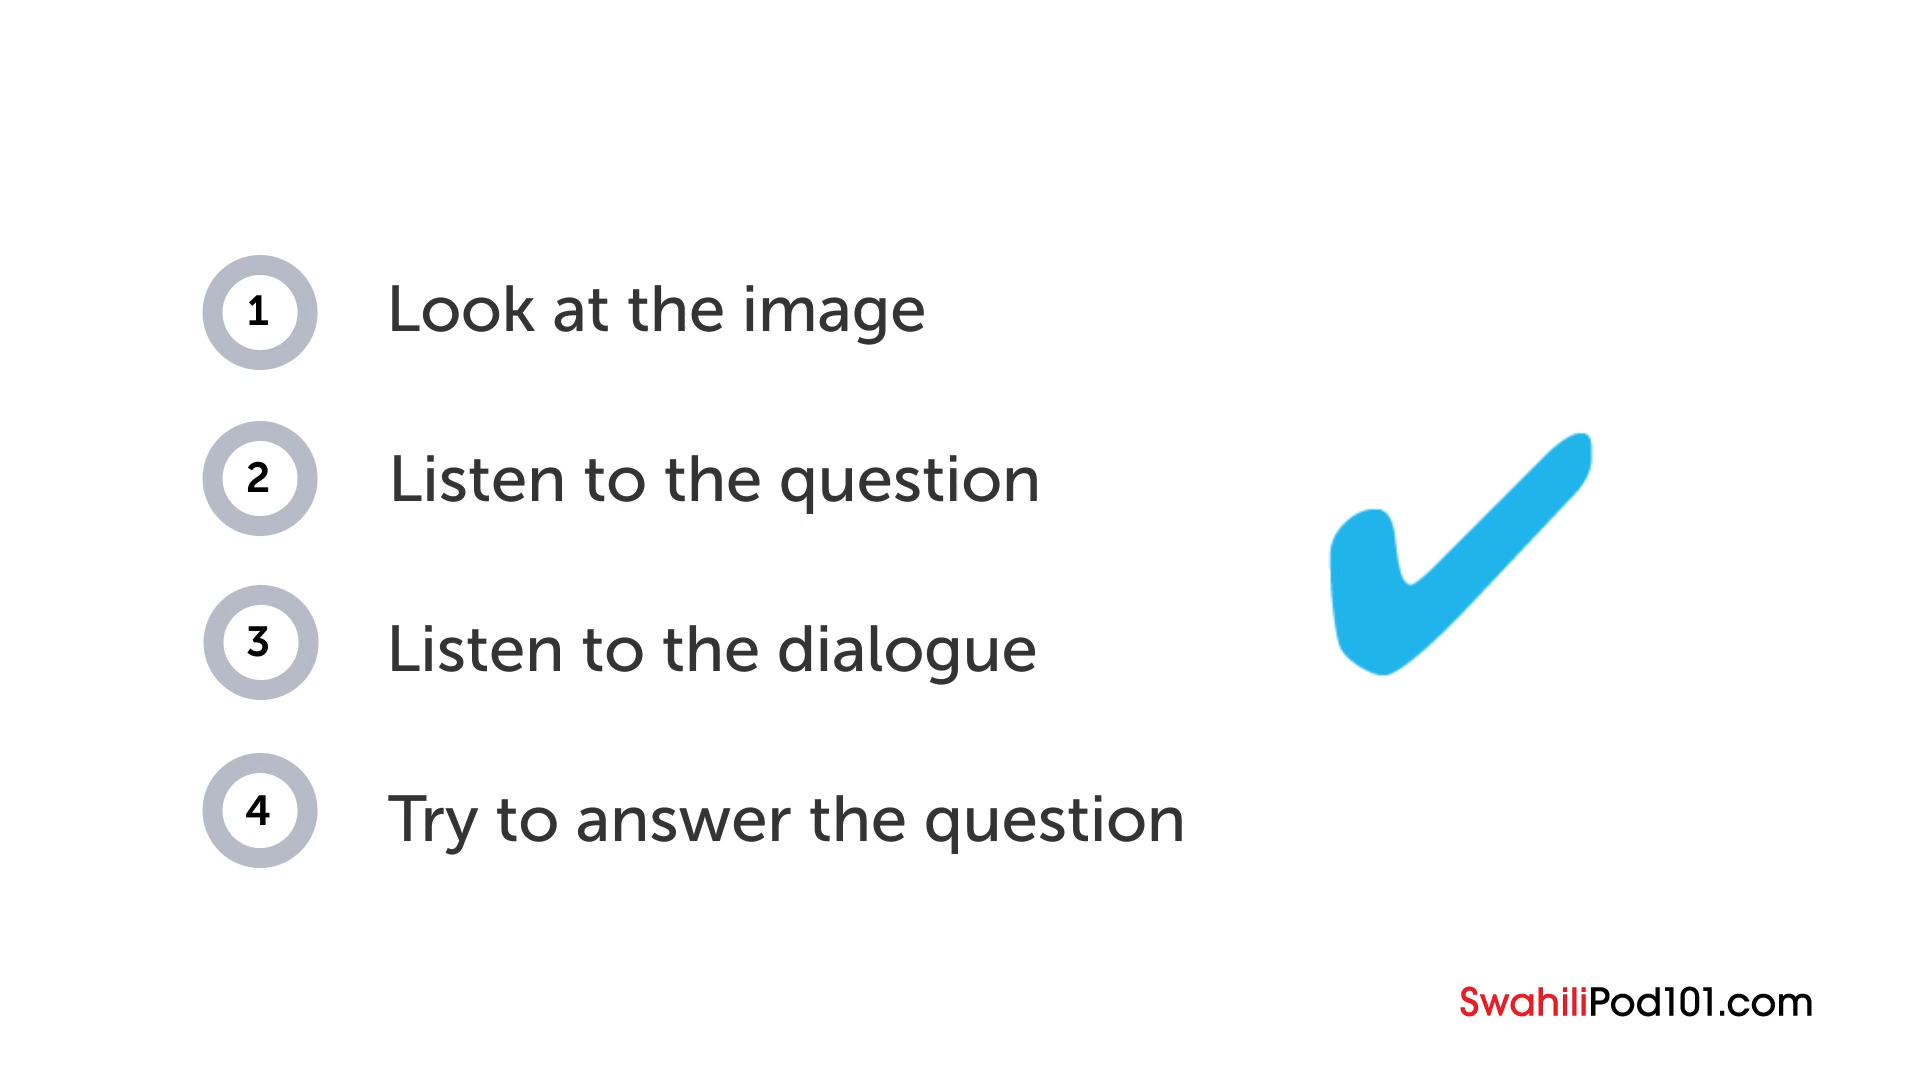 1 Look at the image
2 Listen to the question
3 Listen to the dialogue
4 Try to answer the question
SwahiliPod101.com